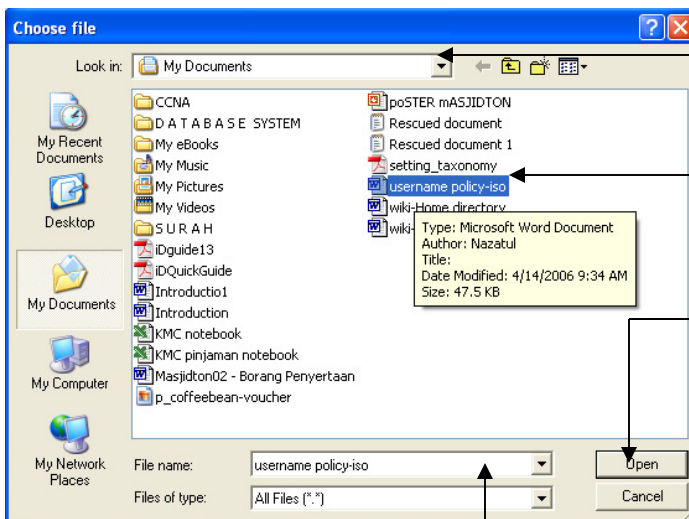 Choose file
Look in:
My Documents
My Recent
Documents
Desktop
My Documents
My Computer
My Network
Places
CCNA
D A T A B A S E  SYSTEM
My eBooks
My Music
My Pictures
My Videos
S U R A H
iDguide13
iDQuickGuide
Introductio1
Introduction
KMC notebook
KMC pinjaman notebook
Masjidton02 - Borang Penyertaan
p_coffeebean-voucher
poSTER mASJIDTON
Rescued document
Rescued document 1
setting_taxonomy
username policy-iso
wiki-Home directory
wiki-
Type: Microsoft Word Document
Author: Nazatul
Title:
Date Modified: 4/14/2006 9:34 AM
Size: 47.5 KB
File name:
username policy-iso
Open
Files of type:
All Files (*.*)
Cancel